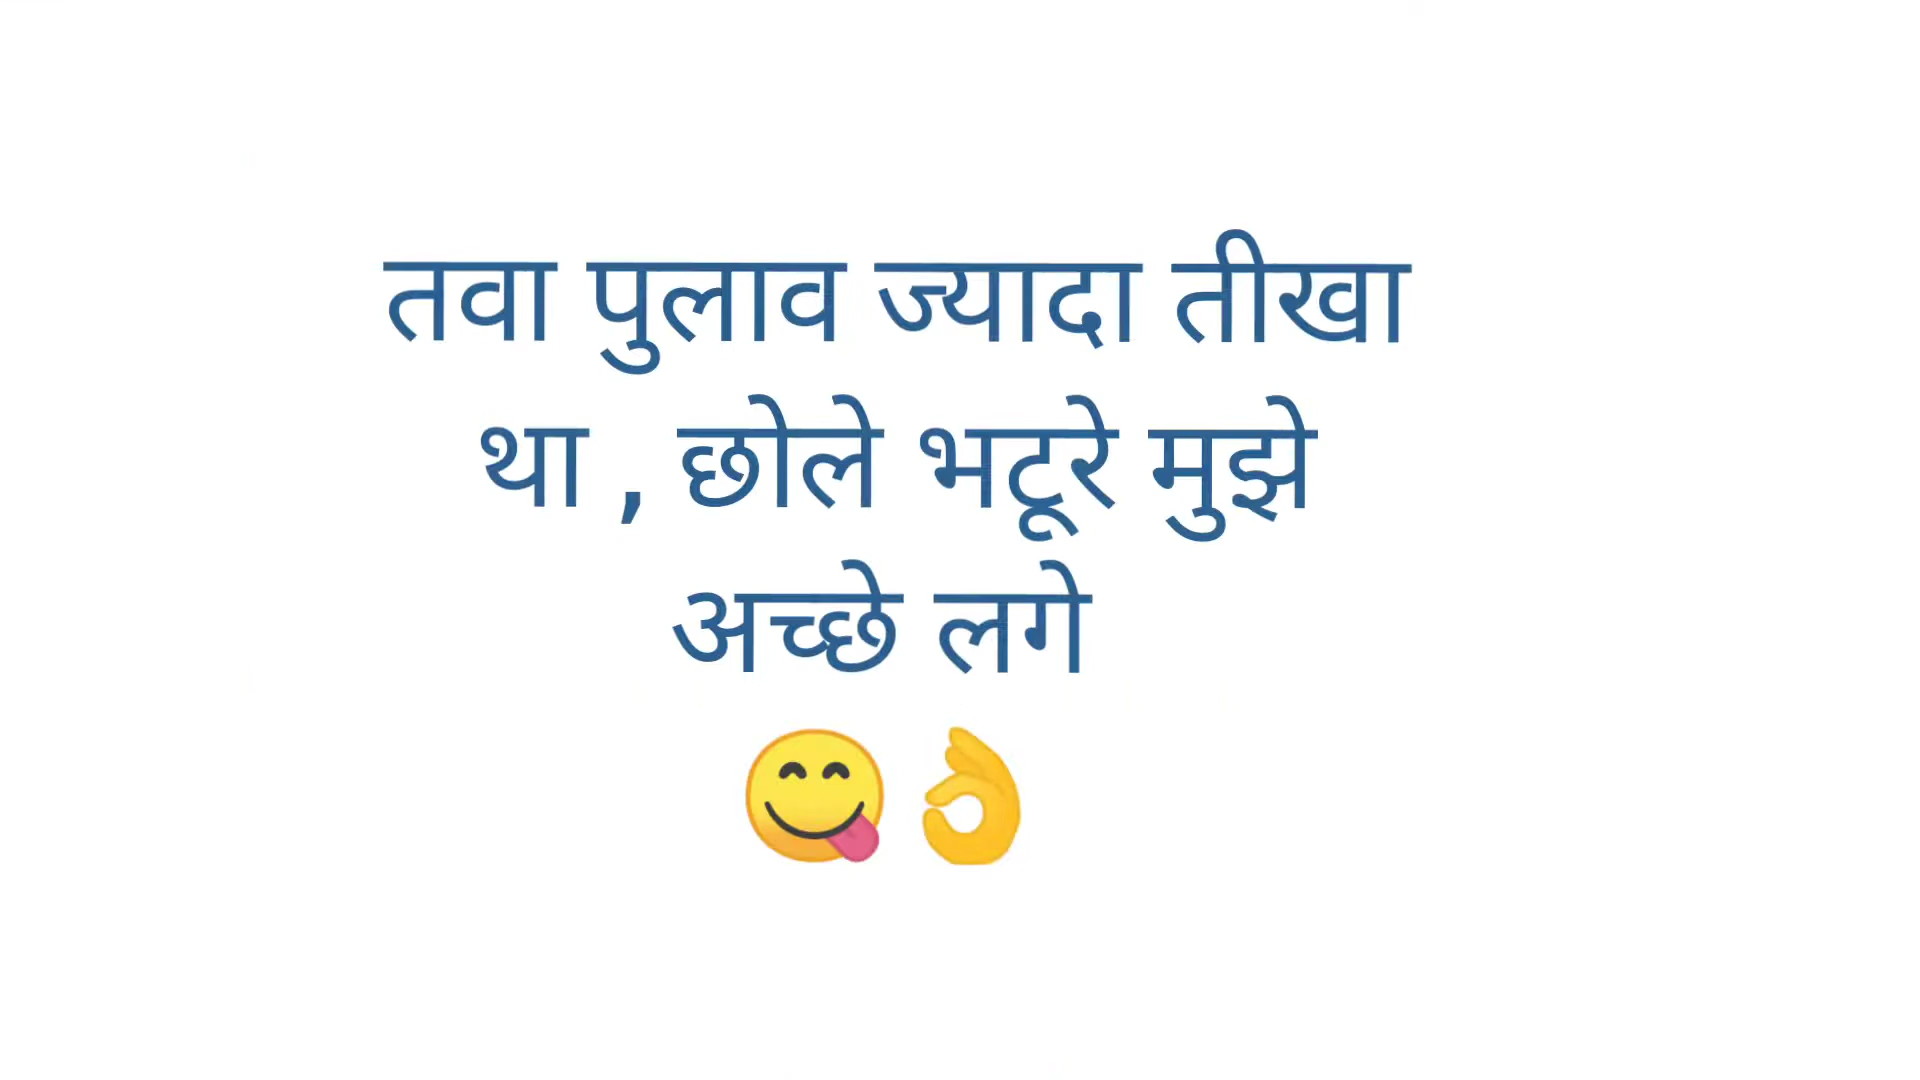 तवा पुलाव ज्यादा तीखा
था , छोले भटूरे मुझे
अच्छे लगे
😋👌